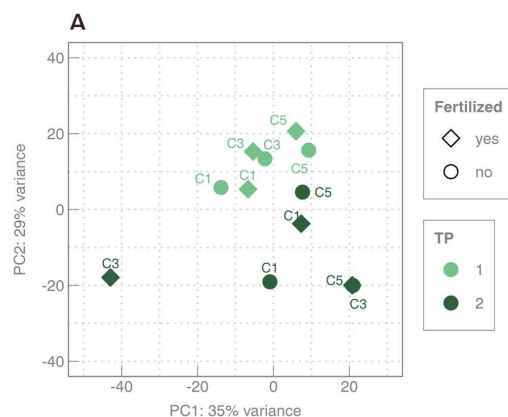 A
40
20
0
-20
-40
PC2: 29% variance
C5
C3
C3
C5
C1
C1
C5
C1
C3
C1
C5
C3
-40
-20
0
20
PC1: 35% variance
Fertilized
yes
no
TP
1
2